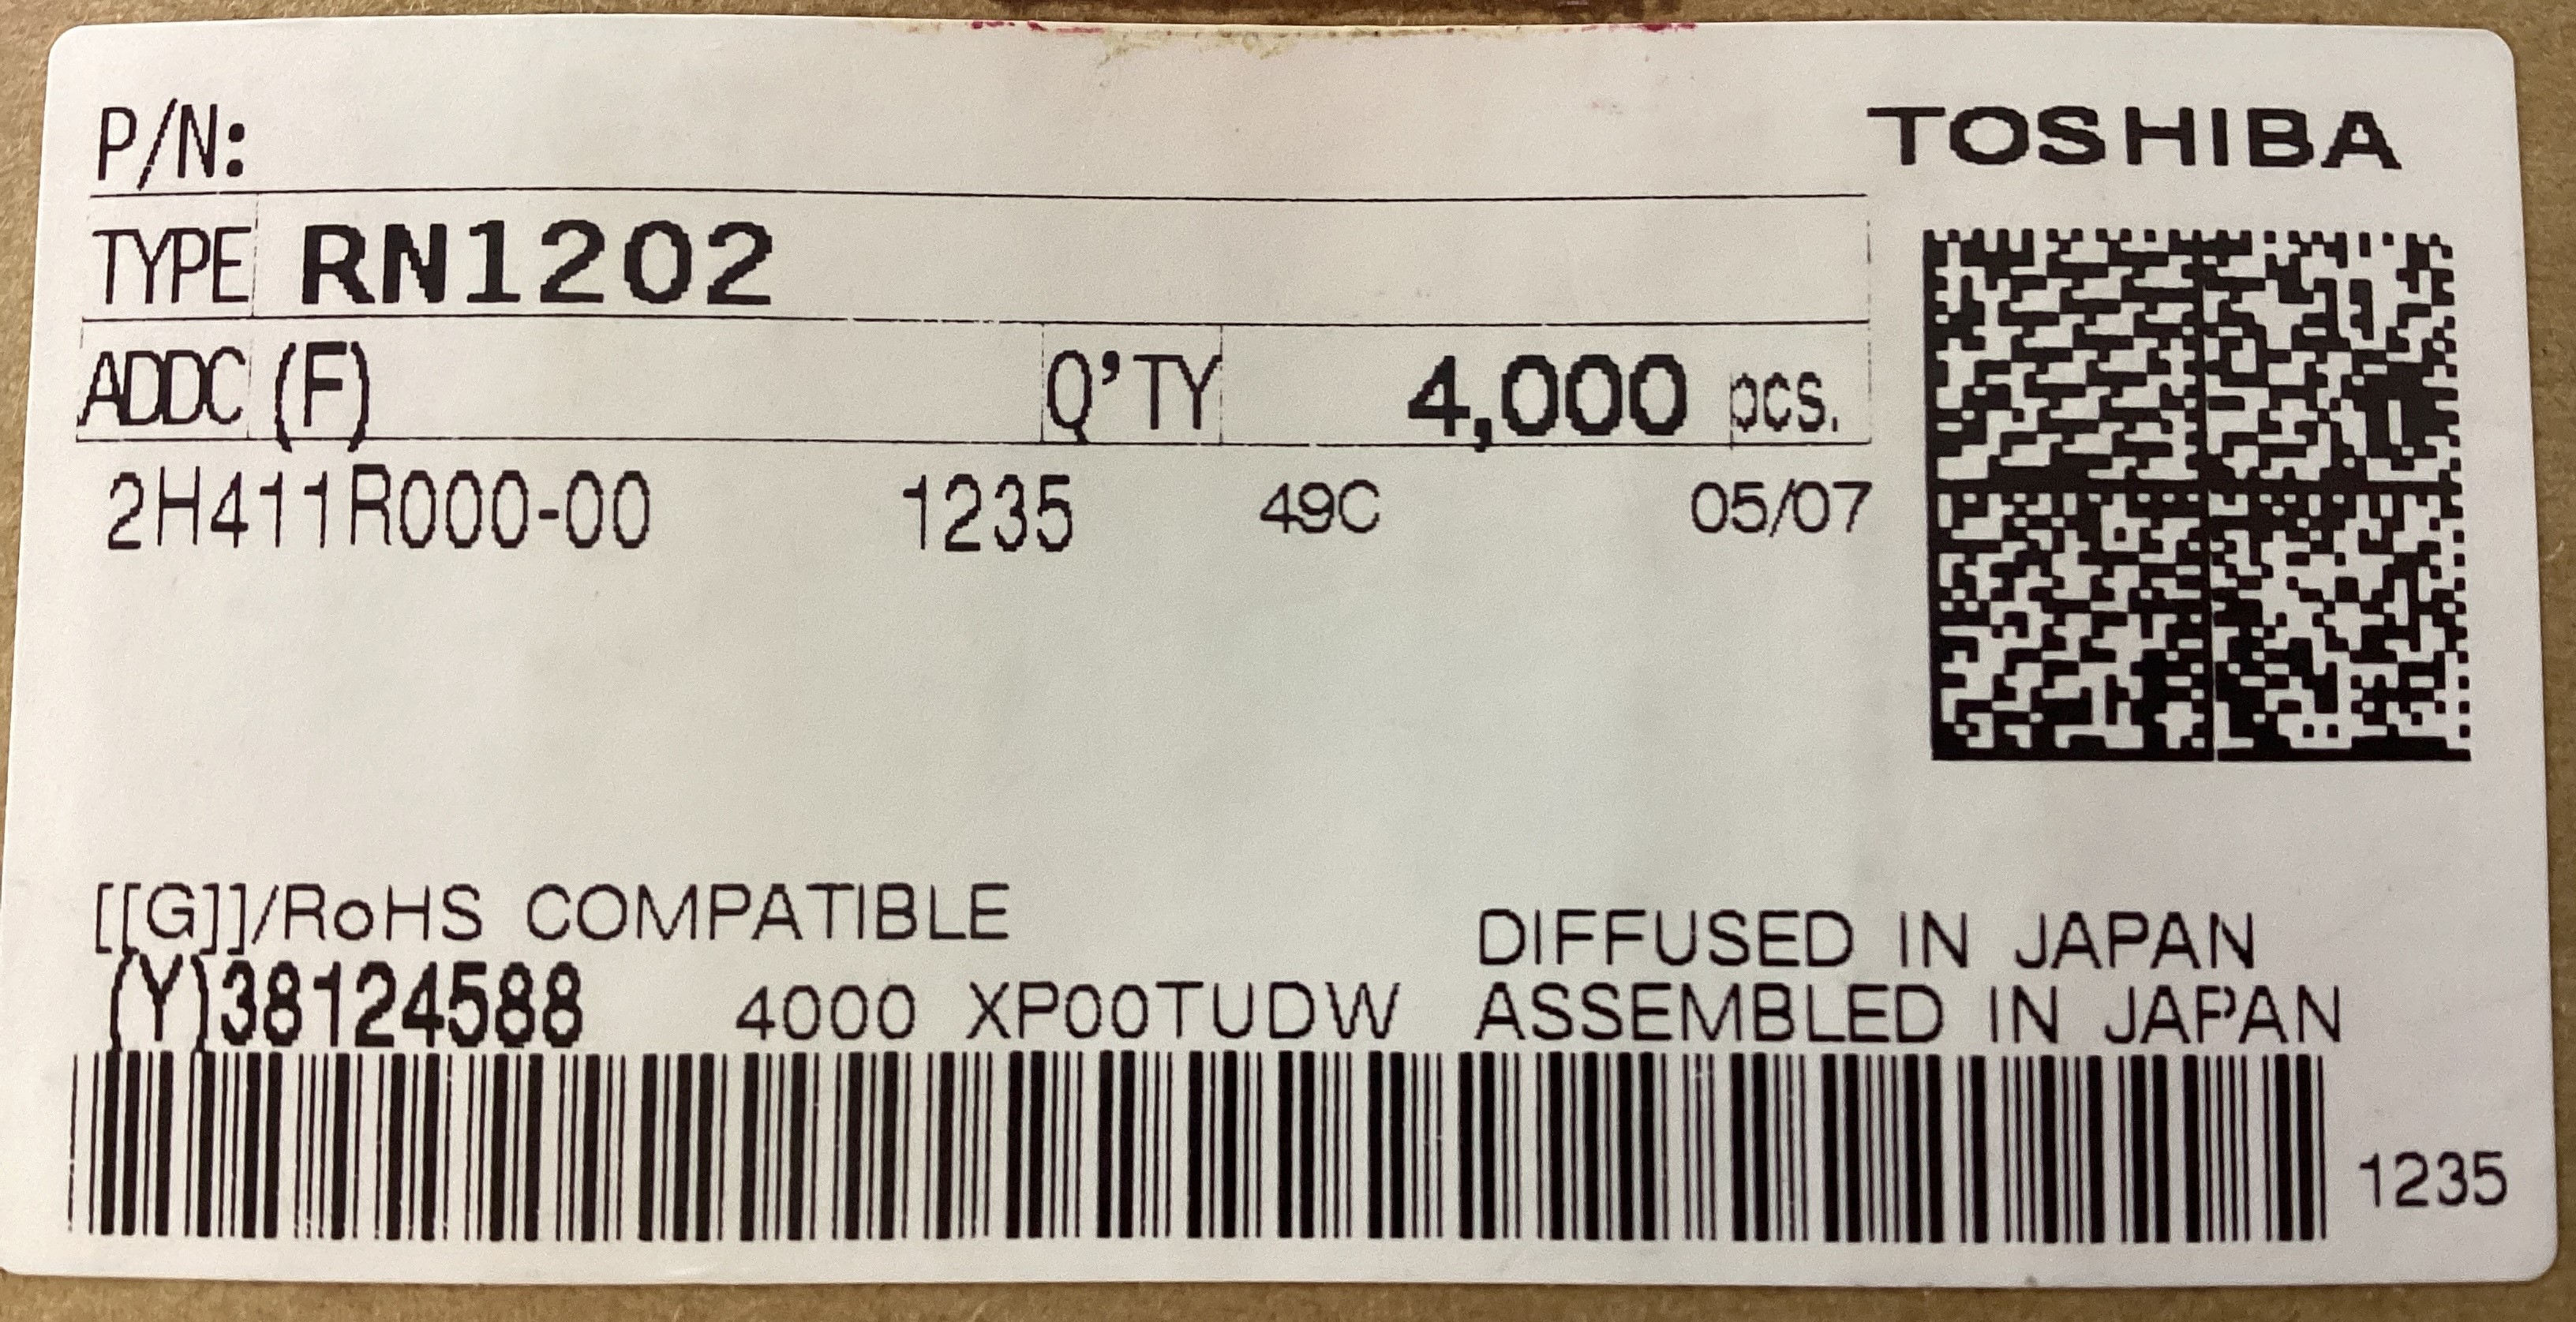 P/N:
TOSHIBA
TYPE RN1202
ADDC (F) Q'TY 4,000 pcs.
2H411R000-00 1235 49C 05/07
[[G]]/RoHS COMPATIBLE
DIFFUSED IN JAPAN
(Y)38124588 4000 XP00TUDW ASSEMBLED IN JAPAN
1235